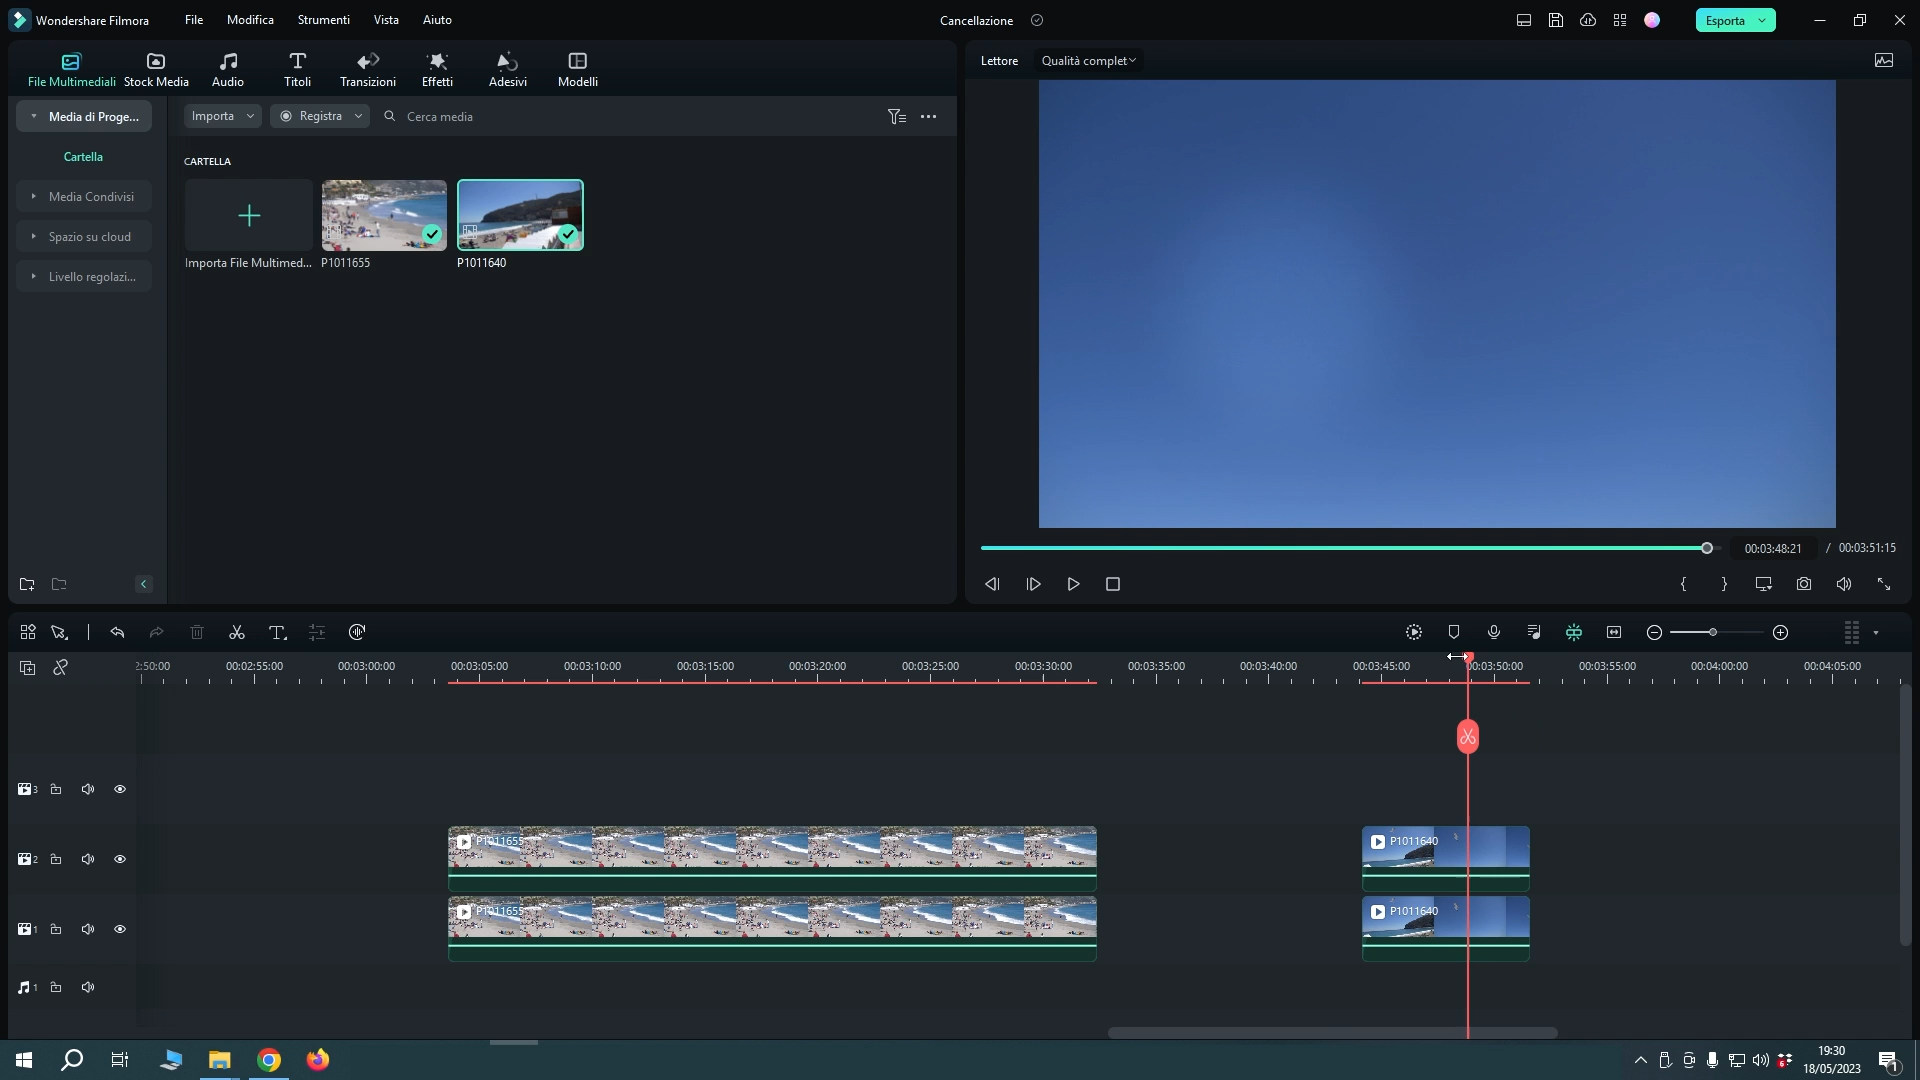 Wondershare Filmora File Modifica Strumenti Vista Aiuto Cancellazione Esporta
File Multimediali Stock Media Audio Titoli Transizioni Effetti Adesivi Modelli
Lettore Qualità complet
Media di Proge... Importa Registra Cerca media
Cartella
CARTELLA
Media Condivisi
Spazio su cloud
Livello regolazi...
Importa File Multimed... P1011655 P1011640
00:03:48:21 / 00:03:51:15
2:50:00 00:02:55:00 00:03:00:00 00:03:05:00 00:03:10:00 00:03:15:00 00:03:20:00 00:03:25:00 00:03:30:00 00:03:35:00 00:03:40:00 00:03:45:00 00:03:50:00 00:03:55:00 00:04:00:00 00:04:05:00
3
2 P1011655 P1011640
1 P1011655 P1011640
1
19:30
18/05/2023
1
6